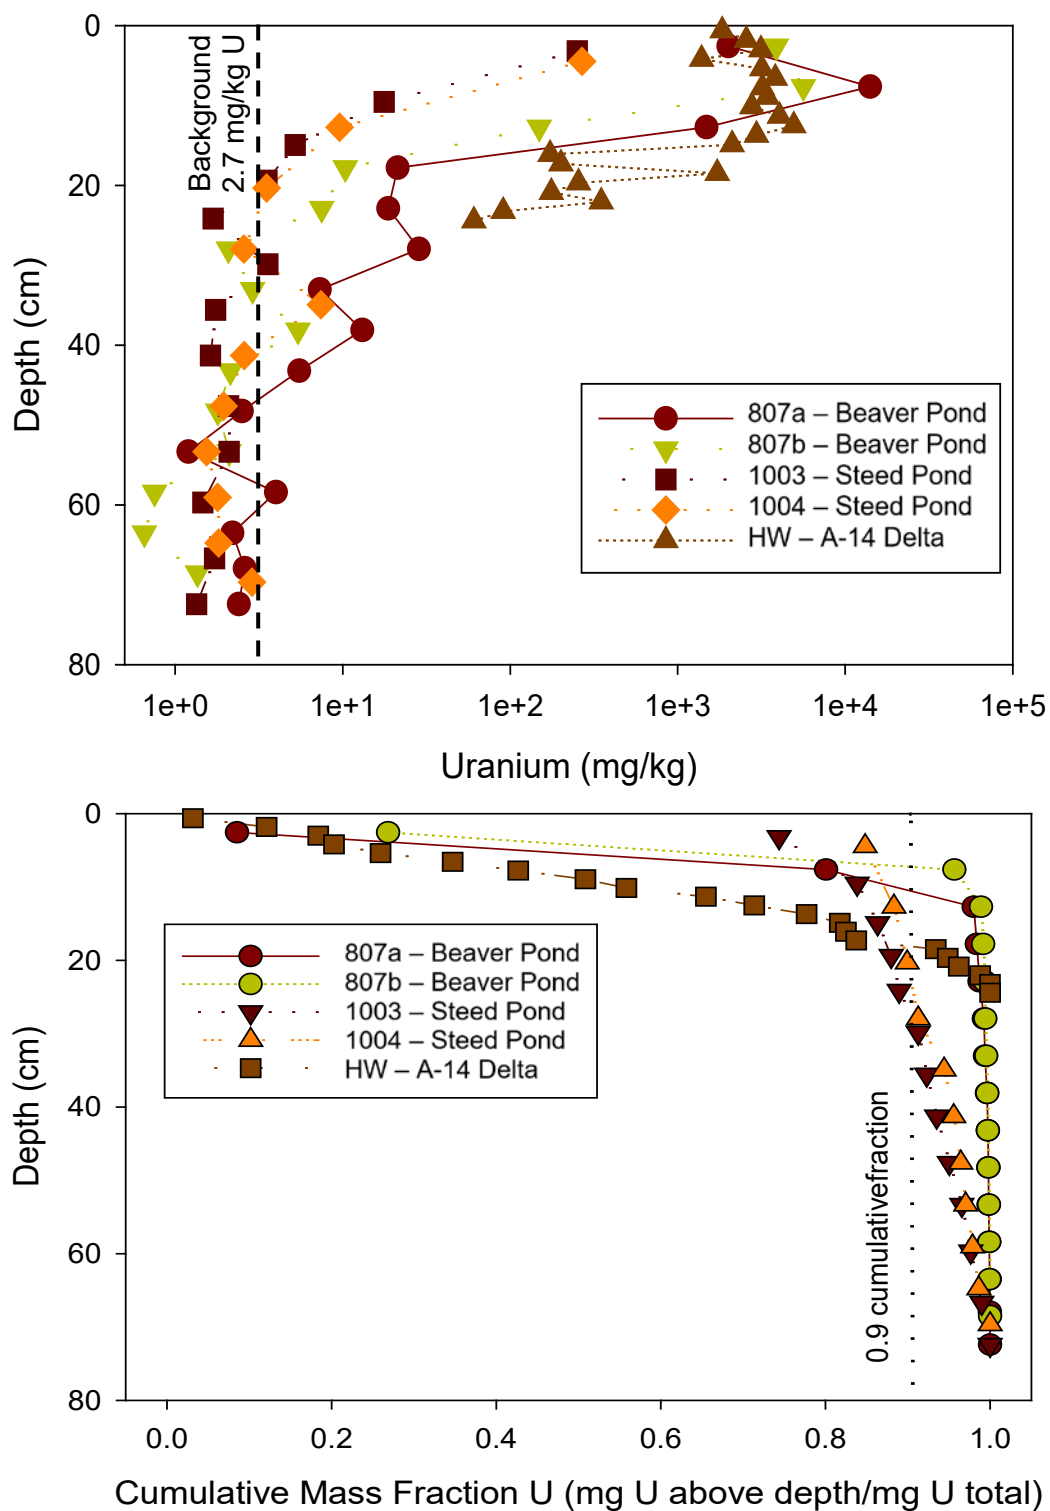 0
20
40
60
80
Depth (cm)
Background
2.7 mg/kg U
807a – Beaver Pond
807b – Beaver Pond
1003 – Steed Pond
1004 – Steed Pond
HW – A-14 Delta
1e+0 1e+1 1e+2 1e+3 1e+4 1e+5
Uranium (mg/kg)
0
20
40
60
80
Depth (cm)
807a – Beaver Pond
807b – Beaver Pond
1003 – Steed Pond
1004 – Steed Pond
HW – A-14 Delta
0.9 cumulativefraction
0.0 0.2 0.4 0.6 0.8 1.0
Cumulative Mass Fraction U (mg U above depth/mg U total)